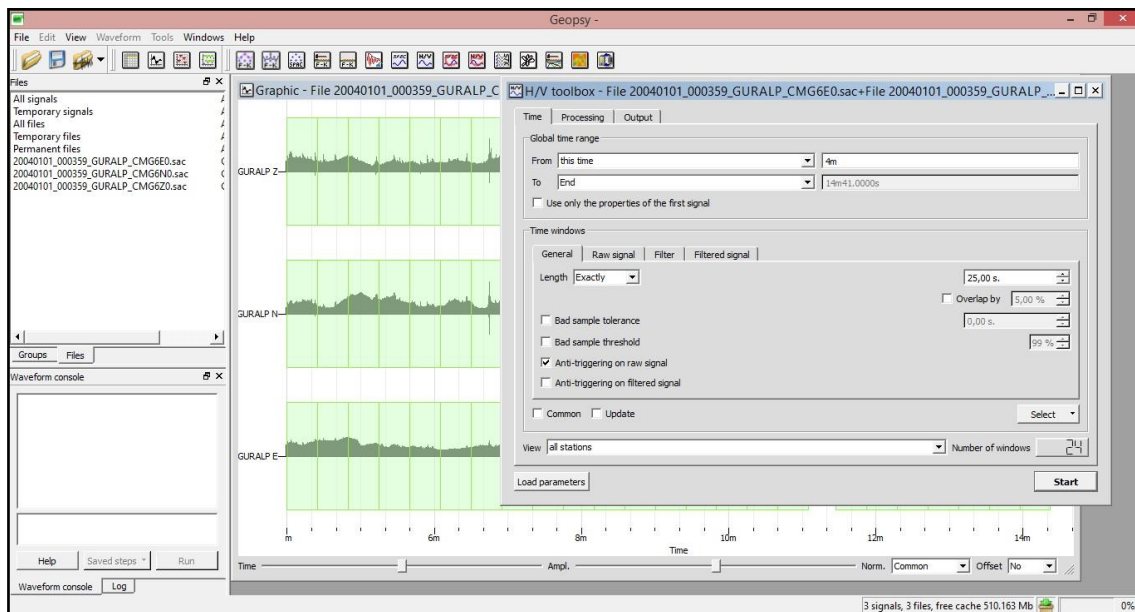 Geopsy -
File Edit View Waveform Tools Windows Help
Files
All signals
Temporary signals
All files
Temporary files
Permanent files
20040101_000359_GURALP_CMG6E0.sac
20040101_000359_GURALP_CMG6N0.sac
20040101_000359_GURALP_CMG6Z0.sac
Groups Files
Waveform console
Help Saved steps Run
Waveform console Log
Graphic - File 20040101_000359_GURALP_C
GURALP Z
GURALP N
GURALP E
m 6m 8m 10m 12m 14m
Time
Time Ampl. Norm. Common Offset No
H/V toolbox - File 20040101_000359_GURALP_CMG6E0.sac+File 20040101_000359_GURALP_...
Time Processing Output
Global time range
From this time 4m
To End 14m41.0000s
Use only the properties of the first signal
Time windows
General Raw signal Filter Filtered signal
Length Exactly 25,00 s.
Overlap by 5,00 %
Bad sample tolerance 0,00 s.
Bad sample threshold 99 %
Anti-triggering on raw signal
Anti-triggering on filtered signal
Common Update Select
View all stations Number of windows 24
Load parameters Start
3 signals, 3 files, free cache 510.163 Mb 0%